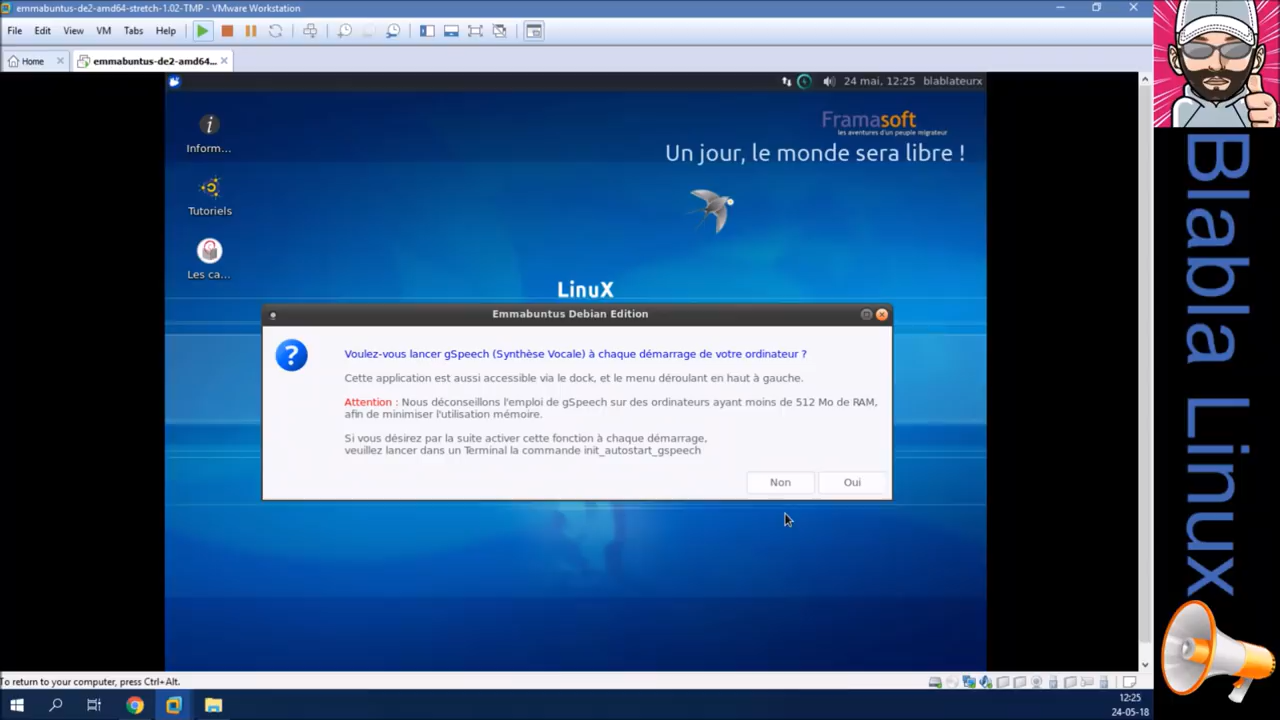 emmabuntus-de2-amd64-stretch-1.02-TMP - VMware Workstation
File Edit View VM Tabs Help
Home emmabuntus-de2-amd64...
24 mai, 12:25 blablateurx
Inform...
Tutoriels
Les ca...
Framasoft
les aventures d'un peuple migrateur
Un jour, le monde sera libre !
LinuX
Emmabuntus Debian Edition
Voulez-vous lancer gSpeech (Synthèse Vocale) à chaque démarrage de votre ordinateur ?
Cette application est aussi accessible via le dock, et le menu déroulant en haut à gauche.
Attention : Nous déconseillons l'emploi de gSpeech sur des ordinateurs ayant moins de 512 Mo de RAM,
afin de minimiser l'utilisation mémoire.
Si vous désirez par la suite activer cette fonction à chaque démarrage,
veuillez lancer dans un Terminal la commande init_autostart_gspeech
Non Oui
To return to your computer, press Ctrl+Alt.
12:25
24-05-18
Blabla Linux